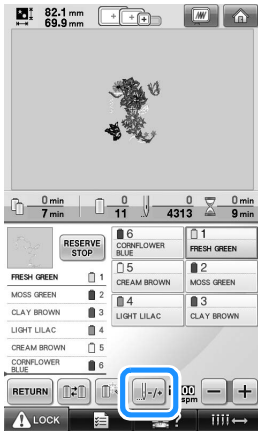 82.1 mm
69.9 mm
0 min
7 min
0
11
0
4313
0 min
9 min
RESERVE
STOP
FRESH GREEN 1
MOSS GREEN 2
CLAY BROWN 3
LIGHT LILAC 4
CREAM BROWN 5
CORNFLOWER
BLUE 6
6
CORNFLOWER
BLUE
1
FRESH GREEN
5
CREAM BROWN
2
MOSS GREEN
4
LIGHT LILAC
3
CLAY BROWN
RETURN
-/+
00
spm
− +
LOCK
?